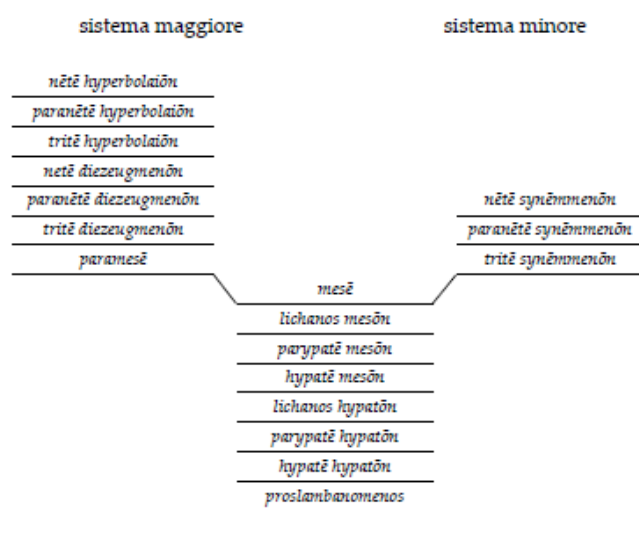 sistema maggiore
sistema minore
nētē hyperbolaiōn
paranētē hyperbolaiōn
tritē hyperbolaiōn
netē diezeugmenōn
paranētē diezeugmenōn
tritē diezeugmenōn
paramesē
nētē synēmmenōn
paranētē synēmmenōn
tritē synēmmenōn
mesē
lichanos mesōn
parypatē mesōn
hypatē mesōn
lichanos hypatōn
parypatē hypatōn
hypatē hypatōn
proslambanomenos